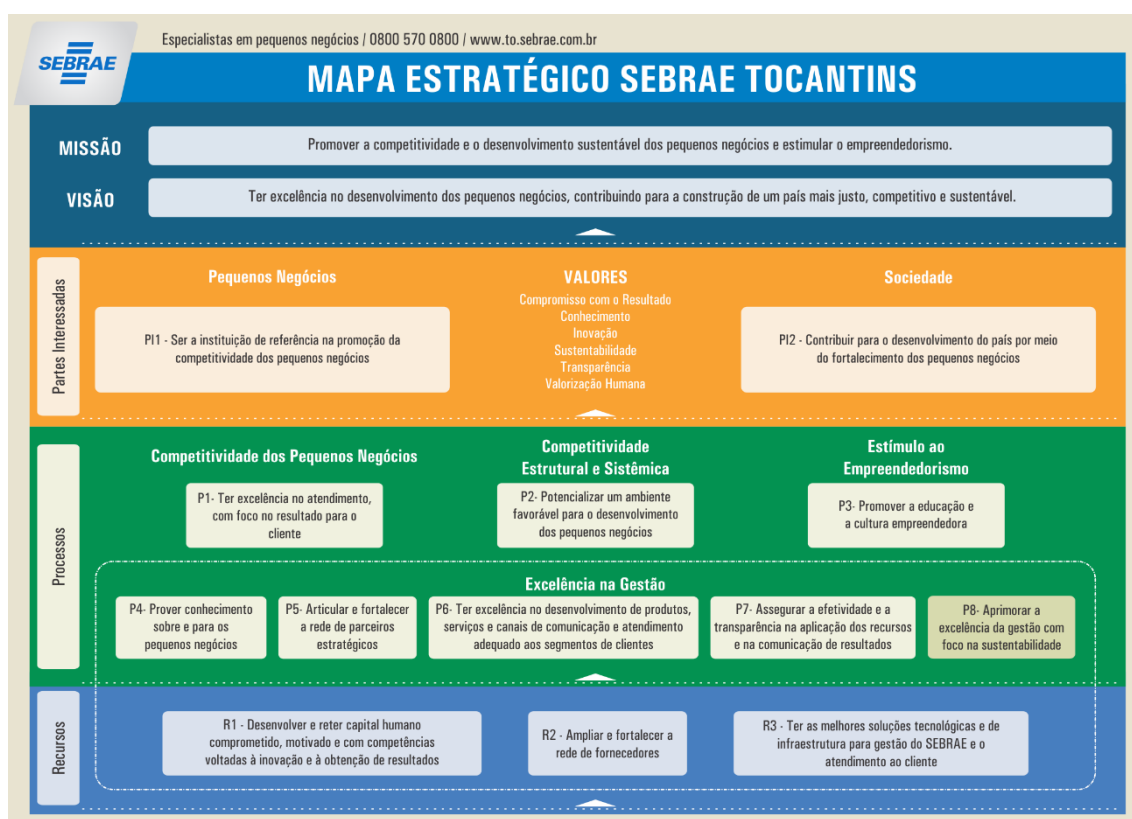 SEBRAE
Especialistas em pequenos negócios / 0800 570 0800 / www.to.sebrae.com.br
MAPA ESTRATÉGICO SEBRAE TOCANTINS
MISSÃO
Promover a competitividade e o desenvolvimento sustentável dos pequenos negócios e estimular o empreendedorismo.
VISÃO
Ter excelência no desenvolvimento dos pequenos negócios, contribuindo para a construção de um país mais justo, competitivo e sustentável.
Partes Interessadas
Pequenos Negócios
PI1 - Ser a instituição de referência na promoção da
competitividade dos pequenos negócios
VALORES
Compromisso com o Resultado
Conhecimento
Inovação
Sustentabilidade
Transparência
Valorização Humana
Sociedade
PI2 - Contribuir para o desenvolvimento do país por meio
do fortalecimento dos pequenos negócios
Processos
Competitividade dos Pequenos Negócios
P1- Ter excelência no atendimento,
com foco no resultado para o
cliente
Competitividade
Estrutural e Sistêmica
P2- Potencializar um ambiente
favorável para o desenvolvimento
dos pequenos negócios
Estímulo ao
Empreendedorismo
P3- Promover a educação e
a cultura empreendedora
Excelência na Gestão
P4- Prover conhecimento
sobre e para os
pequenos negócios
P5- Articular e fortalecer
a rede de parceiros
estratégicos
P6- Ter excelência no desenvolvimento de produtos,
serviços e canais de comunicação e atendimento
adequado aos segmentos de clientes
P7- Assegurar a efetividade e a
transparência na aplicação dos recursos
e na comunicação de resultados
P8- Aprimorar a
excelência da gestão com
foco na sustentabilidade
Recursos
R1 - Desenvolver e reter capital humano
comprometido, motivado e com competências
voltadas à inovação e à obtenção de resultados
R2 - Ampliar e fortalecer a
rede de fornecedores
R3 - Ter as melhores soluções tecnológicas e de
infraestrutura para gestão do SEBRAE e o
atendimento ao cliente